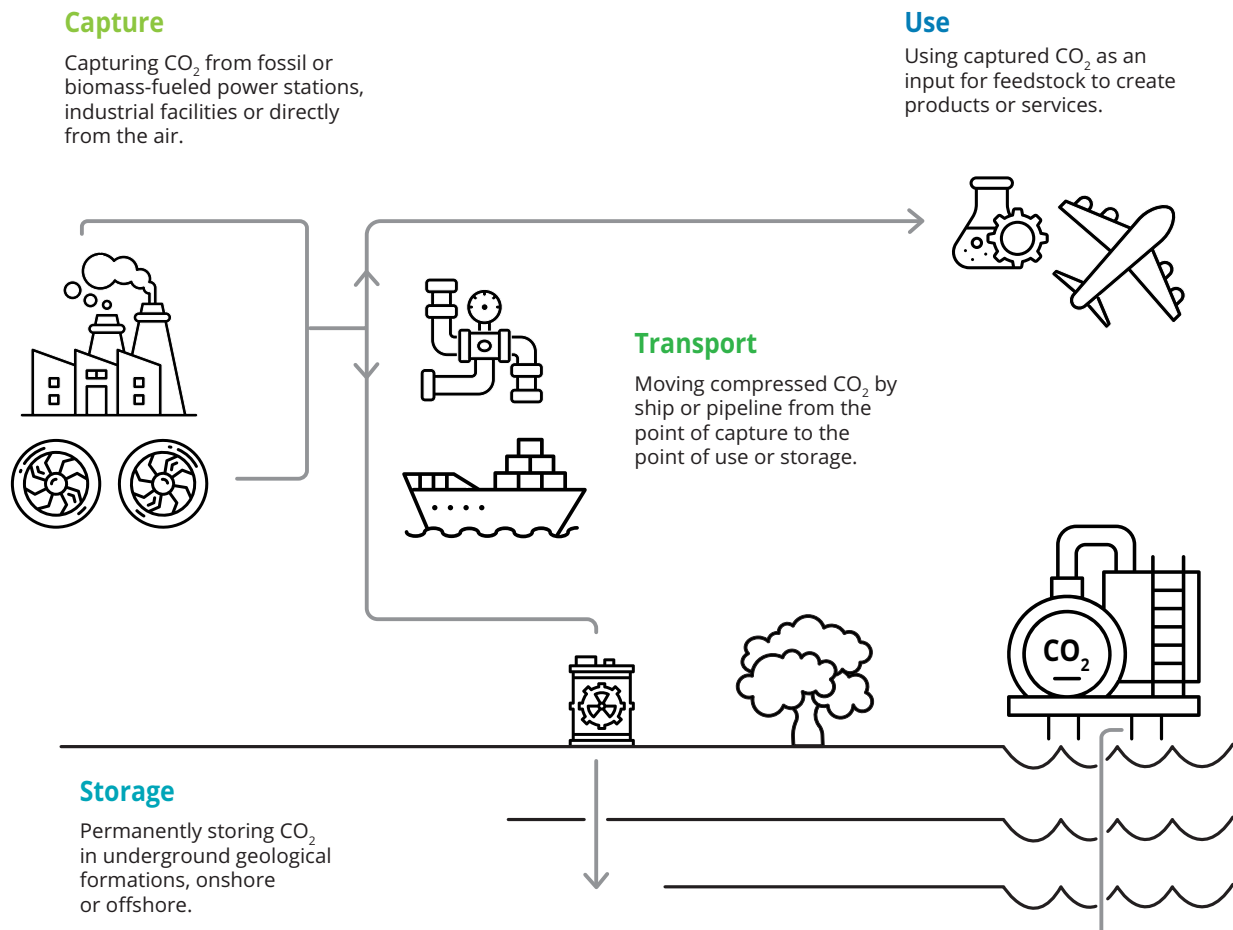 Capture
Capturing CO₂ from fossil or
biomass-fueled power stations,
industrial facilities or directly
from the air.
Use
Using captured CO₂ as an
input for feedstock to create
products or services.
Transport
Moving compressed CO₂ by
ship or pipeline from the
point of capture to the
point of use or storage.
CO₂
Storage
Permanently storing CO₂
in underground geological
formations, onshore
or offshore.